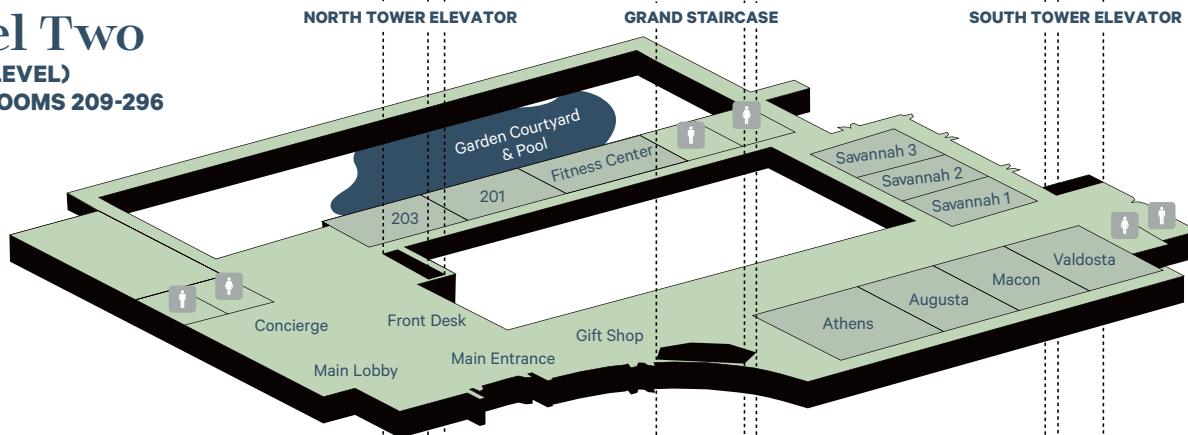 NORTH TOWER ELEVATOR
GRAND STAIRCASE
SOUTH TOWER ELEVATOR
el Two
LEVEL)
ROOMS 209-296
Garden Courtyard
& Pool
Fitness Center
201
203
Savannah 3
Savannah 2
Savannah 1
Valdosta
Macon
Augusta
Athens
Concierge
Front Desk
Gift Shop
Main Entrance
Main Lobby